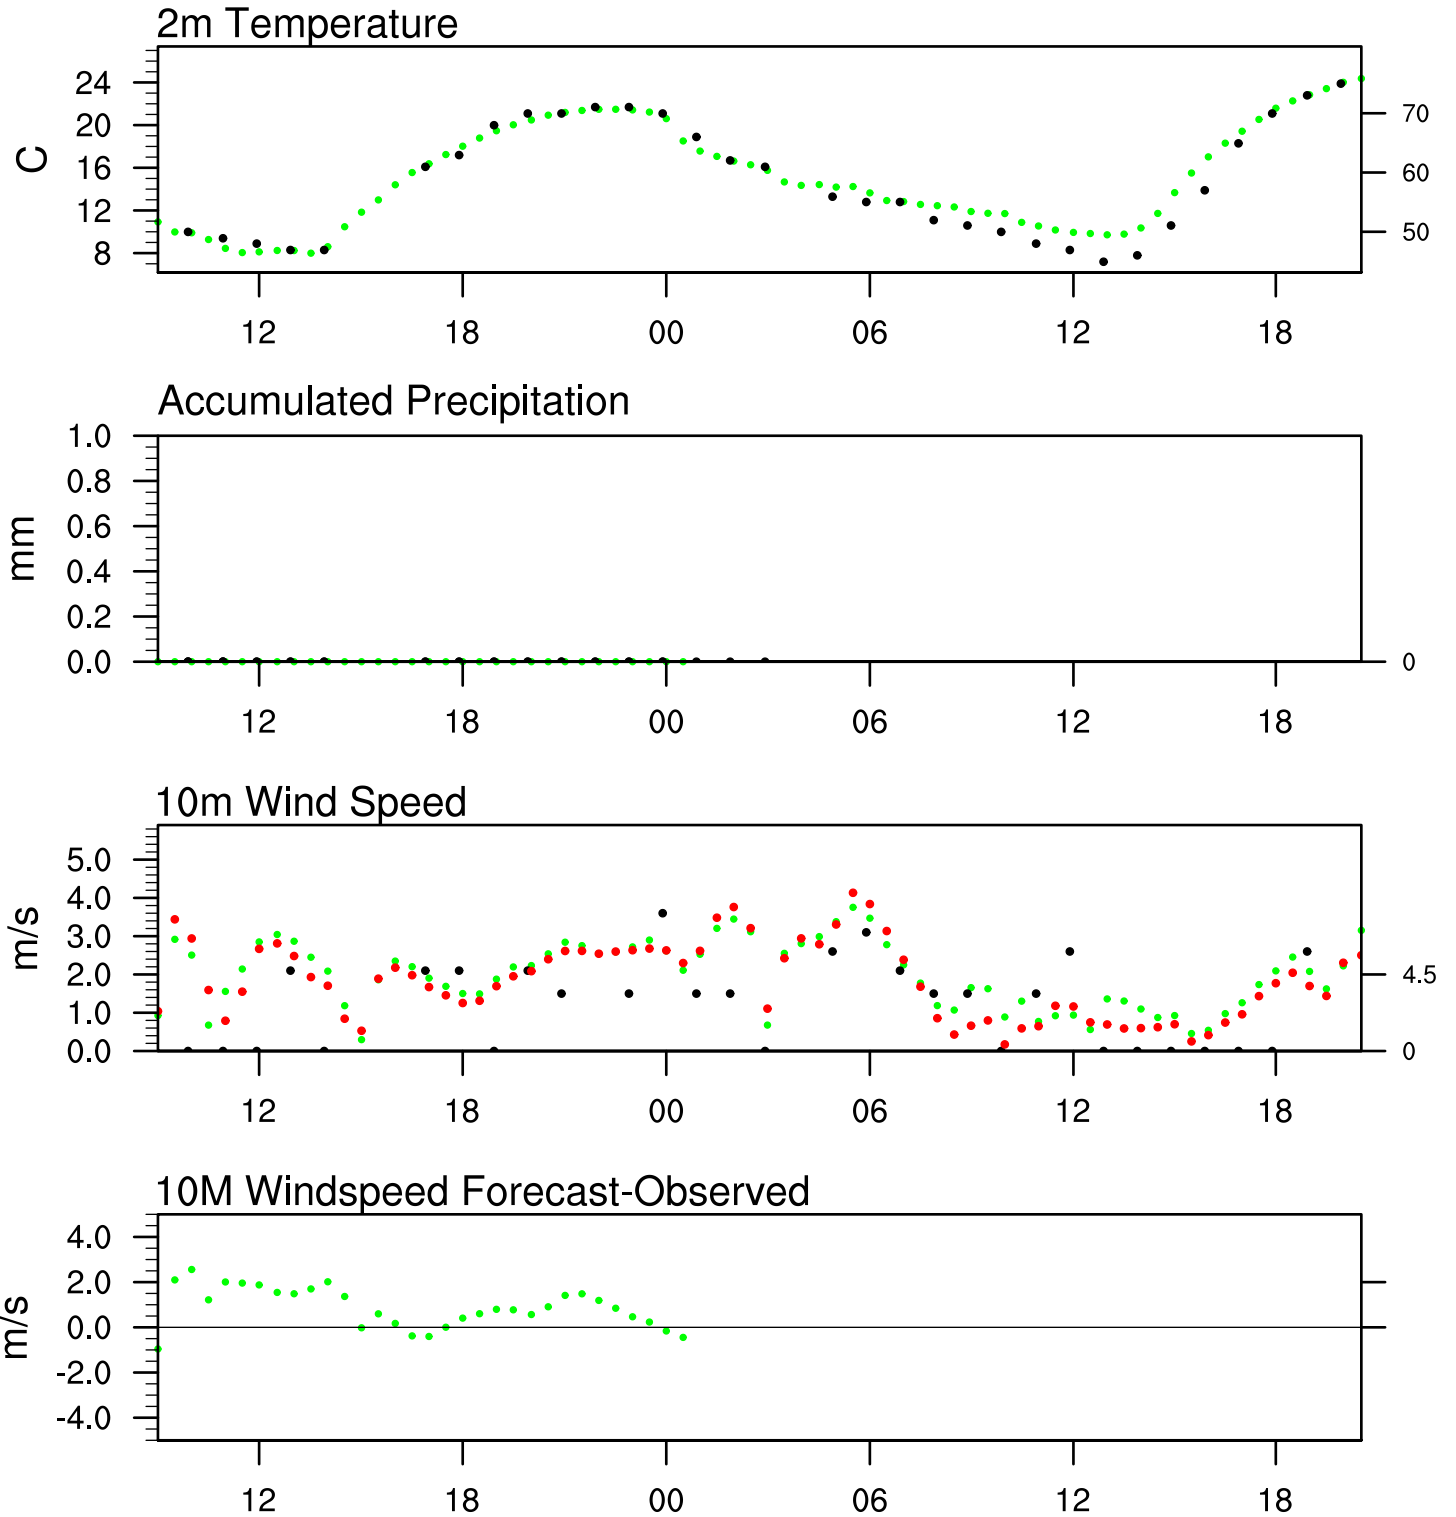 2m Temperature
C
24
20
16
12
8
70
60
50
12 18 00 06 12 18
Accumulated Precipitation
mm
1.0
0.8
0.6
0.4
0.2
0.0
0
12 18 00 06 12 18
10m Wind Speed
m/s
5.0
4.0
3.0
2.0
1.0
0.0
4.5
0
12 18 00 06 12 18
10M Windspeed Forecast-Observed
m/s
4.0
2.0
0.0
-2.0
-4.0
12 18 00 06 12 18